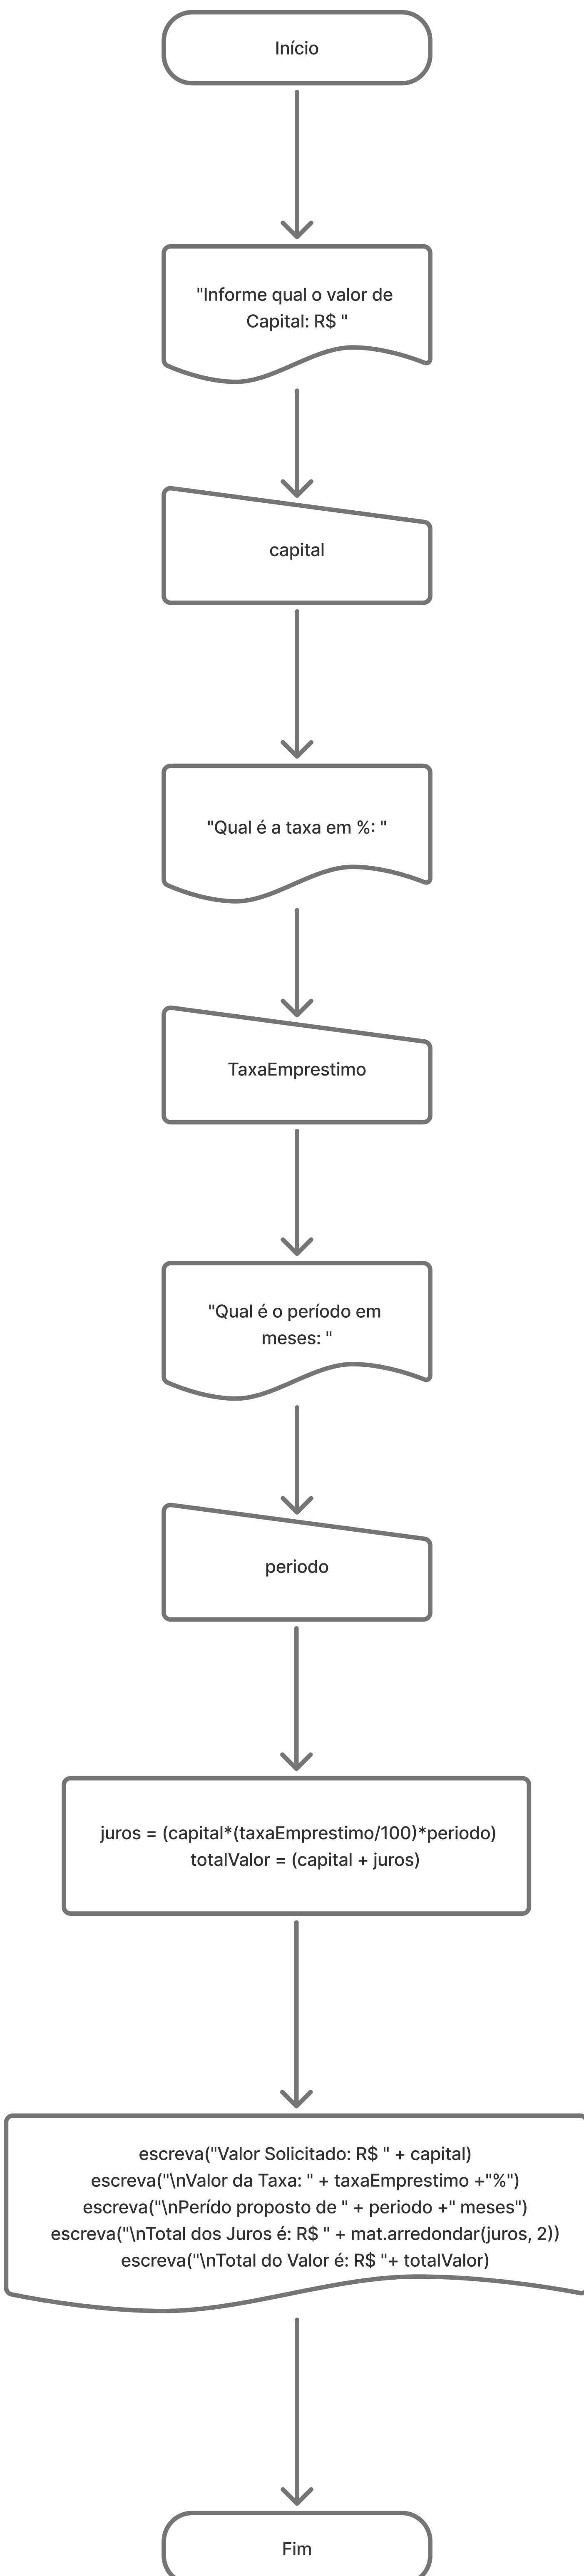 Início
"Informe qual o valor de
Capital: R$ "
capital
"Qual é a taxa em %: "
TaxaEmprestimo
"Qual é o período em
meses: "
periodo
juros = (capital*(taxaEmprestimo/100)*periodo)
totalValor = (capital + juros)
escreva("Valor Solicitado: R$ " + capital)
escreva("\nValor da Taxa: " + taxaEmprestimo +"%")
escreva("\nPerído proposto de " + periodo +" meses")
escreva("\nTotal dos Juros é: R$ " + mat.arredondar(juros, 2))
escreva("\nTotal do Valor é: R$ "+ totalValor)
Fim